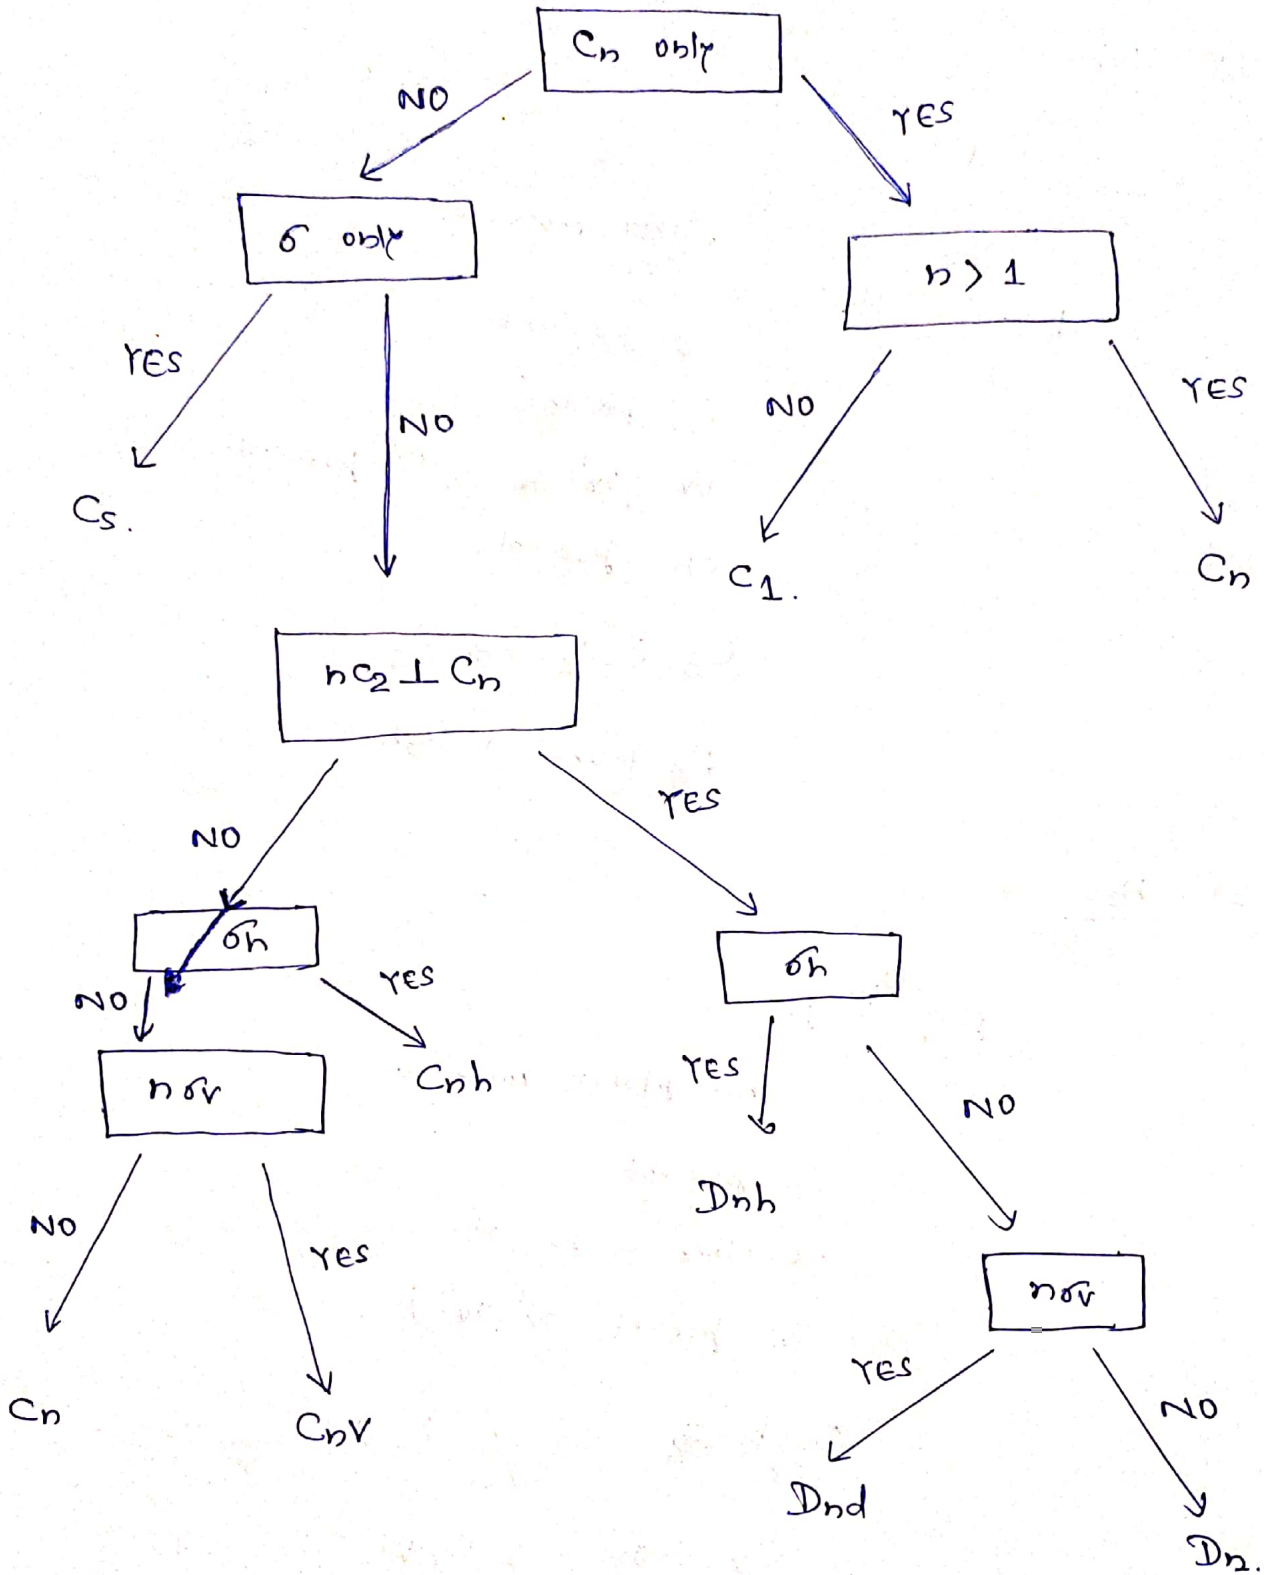 Cn only
NO
YES
σ only
n > 1
YES
NO
NO
YES
Cs.
C1.
Cn
nC2 ⊥ Cn
NO
YES
σh
σh
NO
YES
YES
NO
nσv
Cnh
Dnh
NO
YES
nσv
YES
NO
Cn
Cnv
Dnd
Dn.